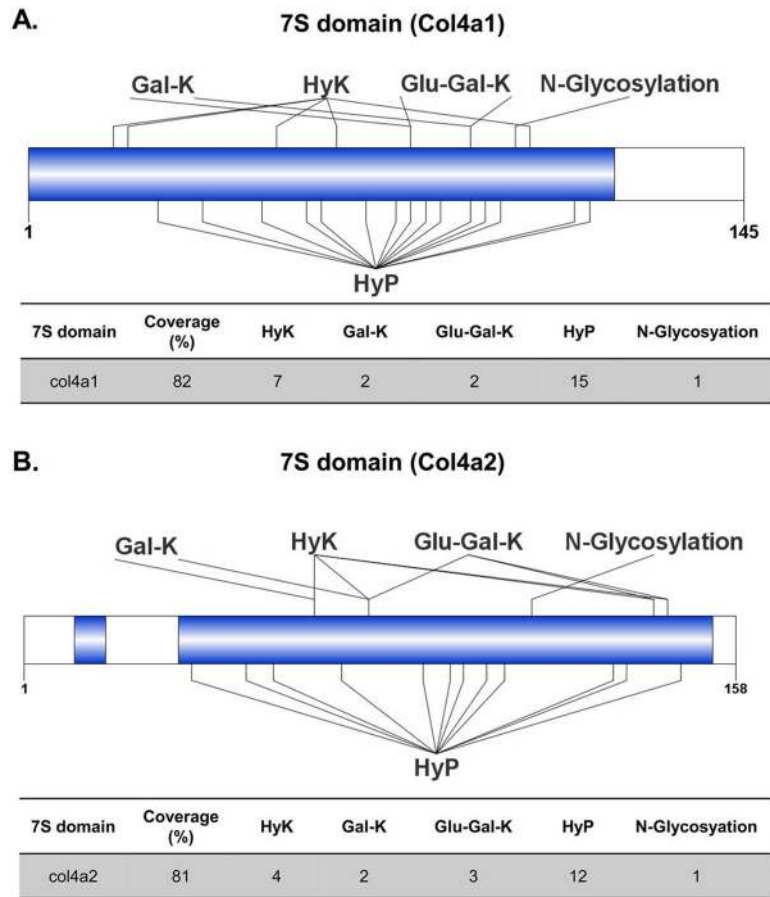 A.
7S domain (Col4a1)
Gal-K HyK Glu-Gal-K N-Glycosylation
1 145
HyP
7S domain Coverage (%) HyK Gal-K Glu-Gal-K HyP N-Glycosyation
col4a1 82 7 2 2 15 1
B.
7S domain (Col4a2)
Gal-K HyK Glu-Gal-K N-Glycosylation
1 158
HyP
7S domain Coverage (%) HyK Gal-K Glu-Gal-K HyP N-Glycosyation
col4a2 81 4 2 3 12 1